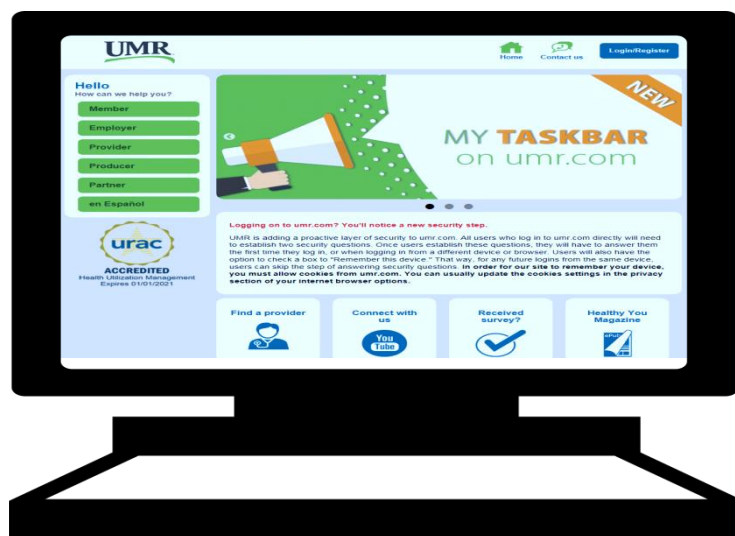 UMR
Home
Contact us
Login/Register
Hello
How can we help you?
Member
Employer
Provider
Producer
Partner
en Español
NEW
MY TASKBAR
on umr.com
urac
ACCREDITED
Health Utilization Management
Expires 01/01/2021
Logging on to umr.com? You'll notice a new security step.
UMR is adding a proactive layer of security to umr.com. All users who log in to umr.com directly will need
to establish two security questions. Once users establish these questions, they will have to answer them
the first time they log in, or when logging in from a different device or browser. Users will also have the
option to check a box to "Remember this device." That way, for any future logins from the same device,
users can skip the step of answering security questions. In order for our site to remember your device,
you must allow cookies from umr.com. You can usually update the cookies settings in the privacy
section of your internet browser options.
Find a provider
Connect with
us
You
Tube
Received
survey?
Healthy You
Magazine